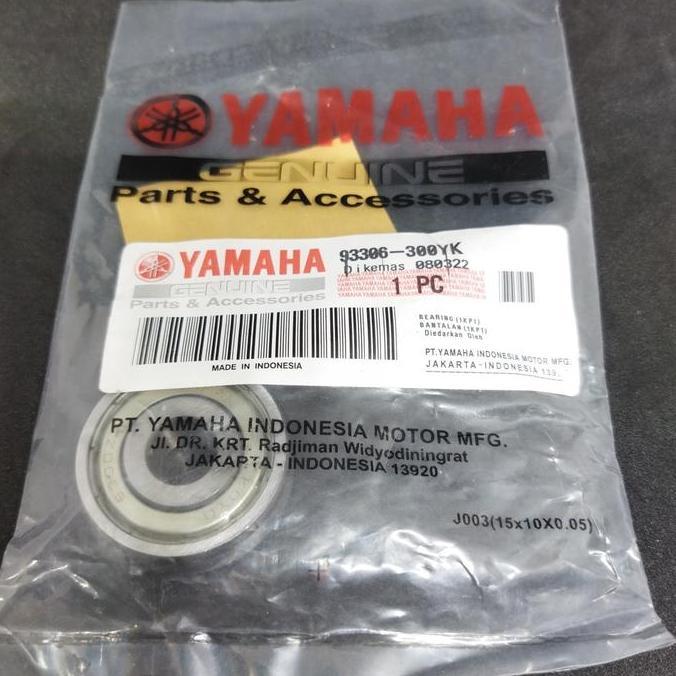 YAMAHA
GENUINE
Parts & Accessories
YAMAHA
GENUINE
Parts & Accessories
93306-300YK
Dikemas 080322
1 PC
BEARING (1KP1)
BANTALAN (1KP1)
Diedarkan Oleh
PT. YAMAHA INDONESIA MOTOR MFG.
JAKARTA - INDONESIA 139
MADE IN INDONESIA
PT. YAMAHA INDONESIA MOTOR MFG.
Jl. DR. KRT. Radjiman Widyodiningrat
JAKARTA - INDONESIA 13920
J003(15x10X0.05)